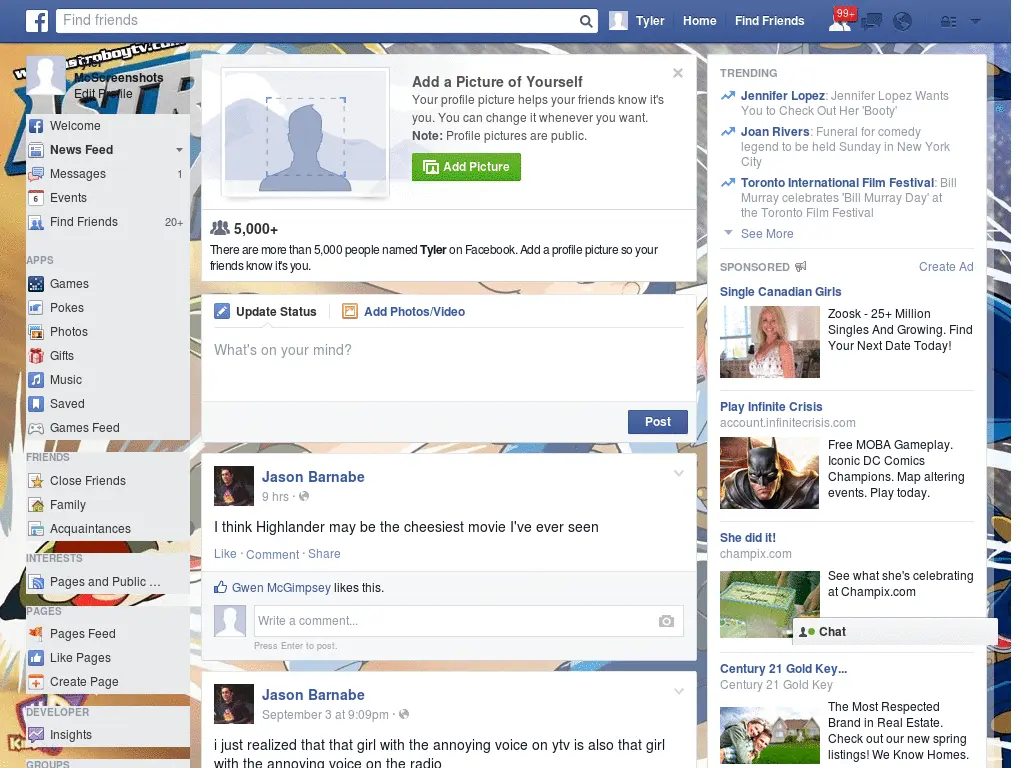 Find friends
Tyler
Home
Find Friends
99+
www.astroboytv.com
Tyler
McScreenshots
Edit Profile
Welcome
News Feed
Messages 1
6 Events
Find Friends 20+
APPS
Games
Pokes
Photos
Gifts
Music
Saved
Games Feed
FRIENDS
Close Friends
Family
Acquaintances
INTERESTS
Pages and Public ...
PAGES
Pages Feed
Like Pages
Create Page
DEVELOPER
Insights
GROUPS
Add a Picture of Yourself
Your profile picture helps your friends know it's
you. You can change it whenever you want.
Note: Profile pictures are public.
Add Picture
5,000+
There are more than 5,000 people named Tyler on Facebook. Add a profile picture so your
friends know it's you.
Update Status
Add Photos/Video
What's on your mind?
Post
Jason Barnabe
9 hrs ·
I think Highlander may be the cheesiest movie I've ever seen
Like · Comment · Share
Gwen McGimpsey likes this.
Write a comment...
Press Enter to post.
Jason Barnabe
September 3 at 9:09pm ·
i just realized that that girl with the annoying voice on ytv is also that girl
with the annoying voice on the radio
TRENDING
Jennifer Lopez: Jennifer Lopez Wants
You to Check Out Her 'Booty'
Joan Rivers: Funeral for comedy
legend to be held Sunday in New York
City
Toronto International Film Festival: Bill
Murray celebrates 'Bill Murray Day' at
the Toronto Film Festival
See More
SPONSORED
Create Ad
Single Canadian Girls
Zoosk - 25+ Million
Singles And Growing. Find
Your Next Date Today!
Play Infinite Crisis
account.infinitecrisis.com
Free MOBA Gameplay.
Iconic DC Comics
Champions. Map altering
events. Play today.
She did it!
champix.com
See what she's celebrating
at Champix.com
Chat
Century 21 Gold Key...
Century 21 Gold Key
The Most Respected
Brand in Real Estate.
Check out our new spring
listings! We Know Homes.